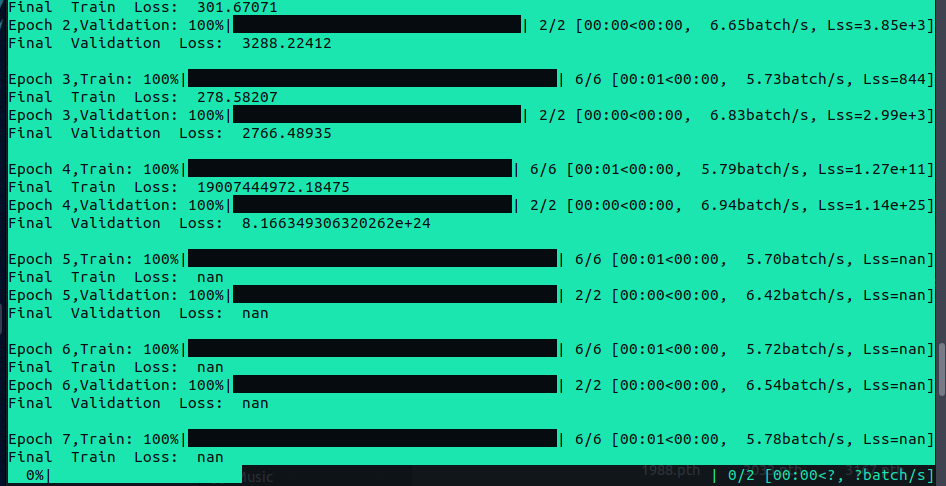 Final Train Loss: 301.67071
Epoch 2,Validation: 100%| | 2/2 [00:00<00:00, 6.65batch/s, Lss=3.85e+3]
Final Validation Loss: 3288.22412
Epoch 3,Train: 100%| | 6/6 [00:01<00:00, 5.73batch/s, Lss=844]
Final Train Loss: 278.58207
Epoch 3,Validation: 100%| | 2/2 [00:00<00:00, 6.83batch/s, Lss=2.99e+3]
Final Validation Loss: 2766.48935
Epoch 4,Train: 100%| | 6/6 [00:01<00:00, 5.79batch/s, Lss=1.27e+11]
Final Train Loss: 19007444972.18475
Epoch 4,Validation: 100%| | 2/2 [00:00<00:00, 6.94batch/s, Lss=1.14e+25]
Final Validation Loss: 8.166349306320262e+24
Epoch 5,Train: 100%| | 6/6 [00:01<00:00, 5.70batch/s, Lss=nan]
Final Train Loss: nan
Epoch 5,Validation: 100%| | 2/2 [00:00<00:00, 6.42batch/s, Lss=nan]
Final Validation Loss: nan
Epoch 6,Train: 100%| | 6/6 [00:01<00:00, 5.72batch/s, Lss=nan]
Final Train Loss: nan
Epoch 6,Validation: 100%| | 2/2 [00:00<00:00, 6.54batch/s, Lss=nan]
Final Validation Loss: nan
Epoch 7,Train: 100%| | 6/6 [00:01<00:00, 5.78batch/s, Lss=nan]
Final Train Loss: nan
0%| | 0/2 [00:00<?, ?batch/s]
Music 1988.pth